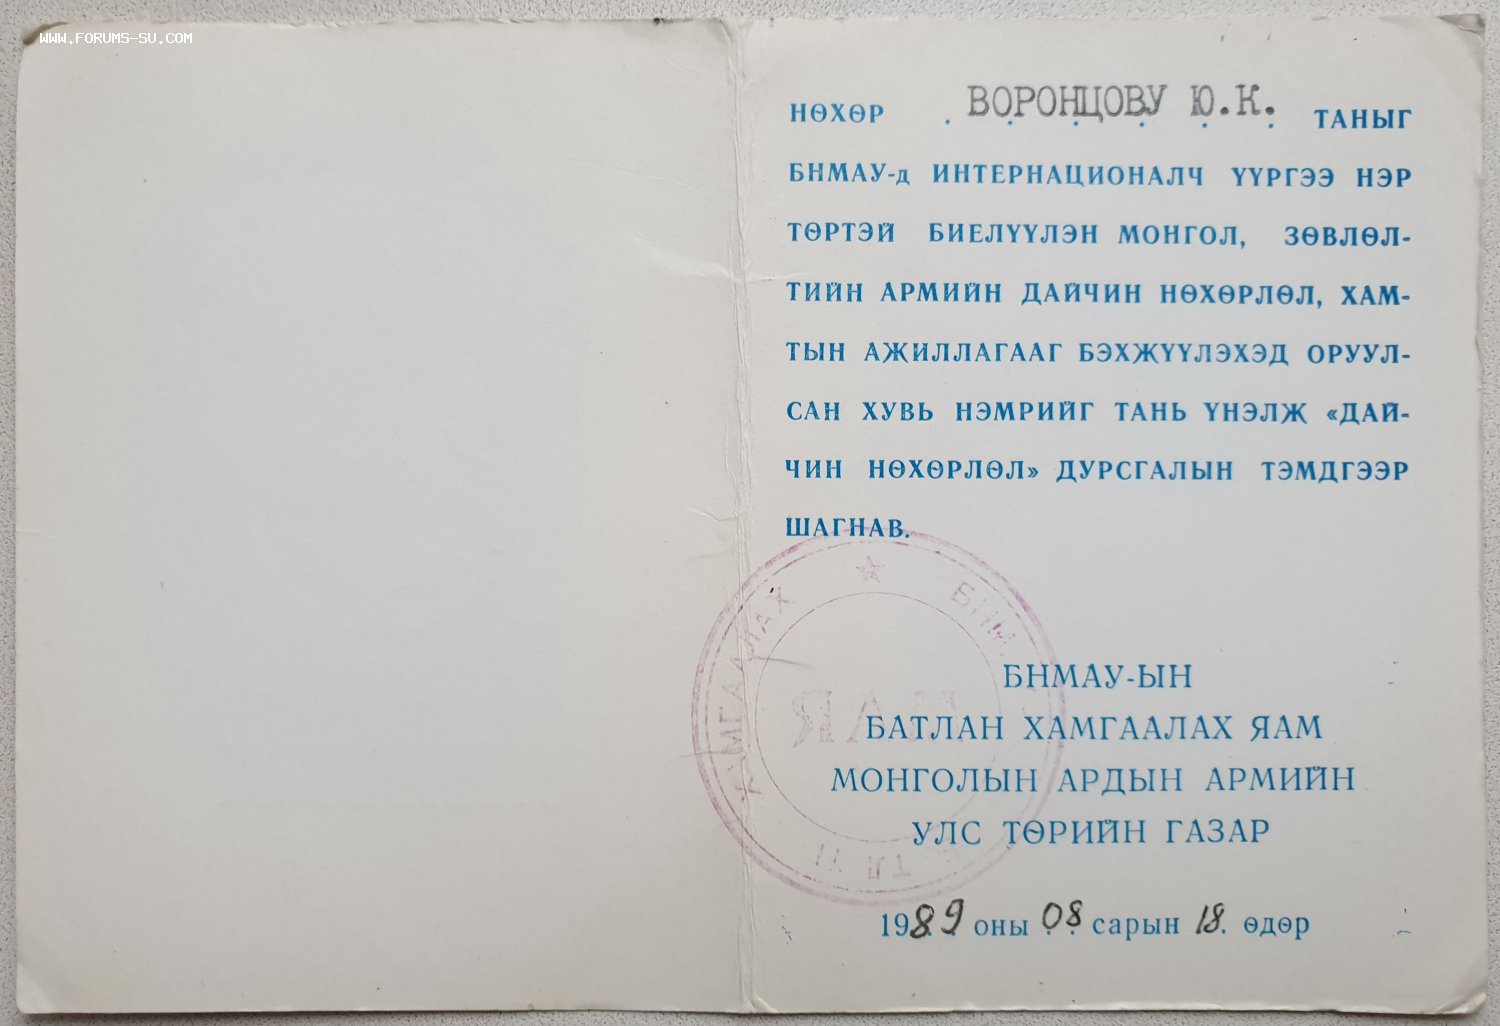 WWW.FORUMS-SU.COM
НӨХӨР ВОРОНЦОВУ Ю.К. ТАНЫГ
БНМАУ-д ИНТЕРНАЦИОНАЛЧ ҮҮРГЭЭ НЭР
ТӨРТЭЙ БИЕЛҮҮЛЭН МОНГОЛ, ЗӨВЛӨЛ-
ТИЙН АРМИЙН ДАЙЧИН НӨХӨРЛӨЛ, ХАМ-
ТЫН АЖИЛЛАГААГ БЭХЖҮҮЛЭХЭД ОРУУЛ-
САН ХУВЬ НЭМРИЙГ ТАНЬ ҮНЭЛЖ «ДАЙ-
ЧИН НӨХӨРЛӨЛ» ДУРСГАЛЫН ТЭМДГЭЭР
ШАГНАВ.
ХАМГААЛАХ
БНМАУ-ЫН
БАТЛАН ХАМГААЛАХ ЯАМ
МОНГОЛЫН АРДЫН АРМИЙН
УЛС ТӨРИЙН ГАЗАР
1989 оны 08 сарын 18. өдөр